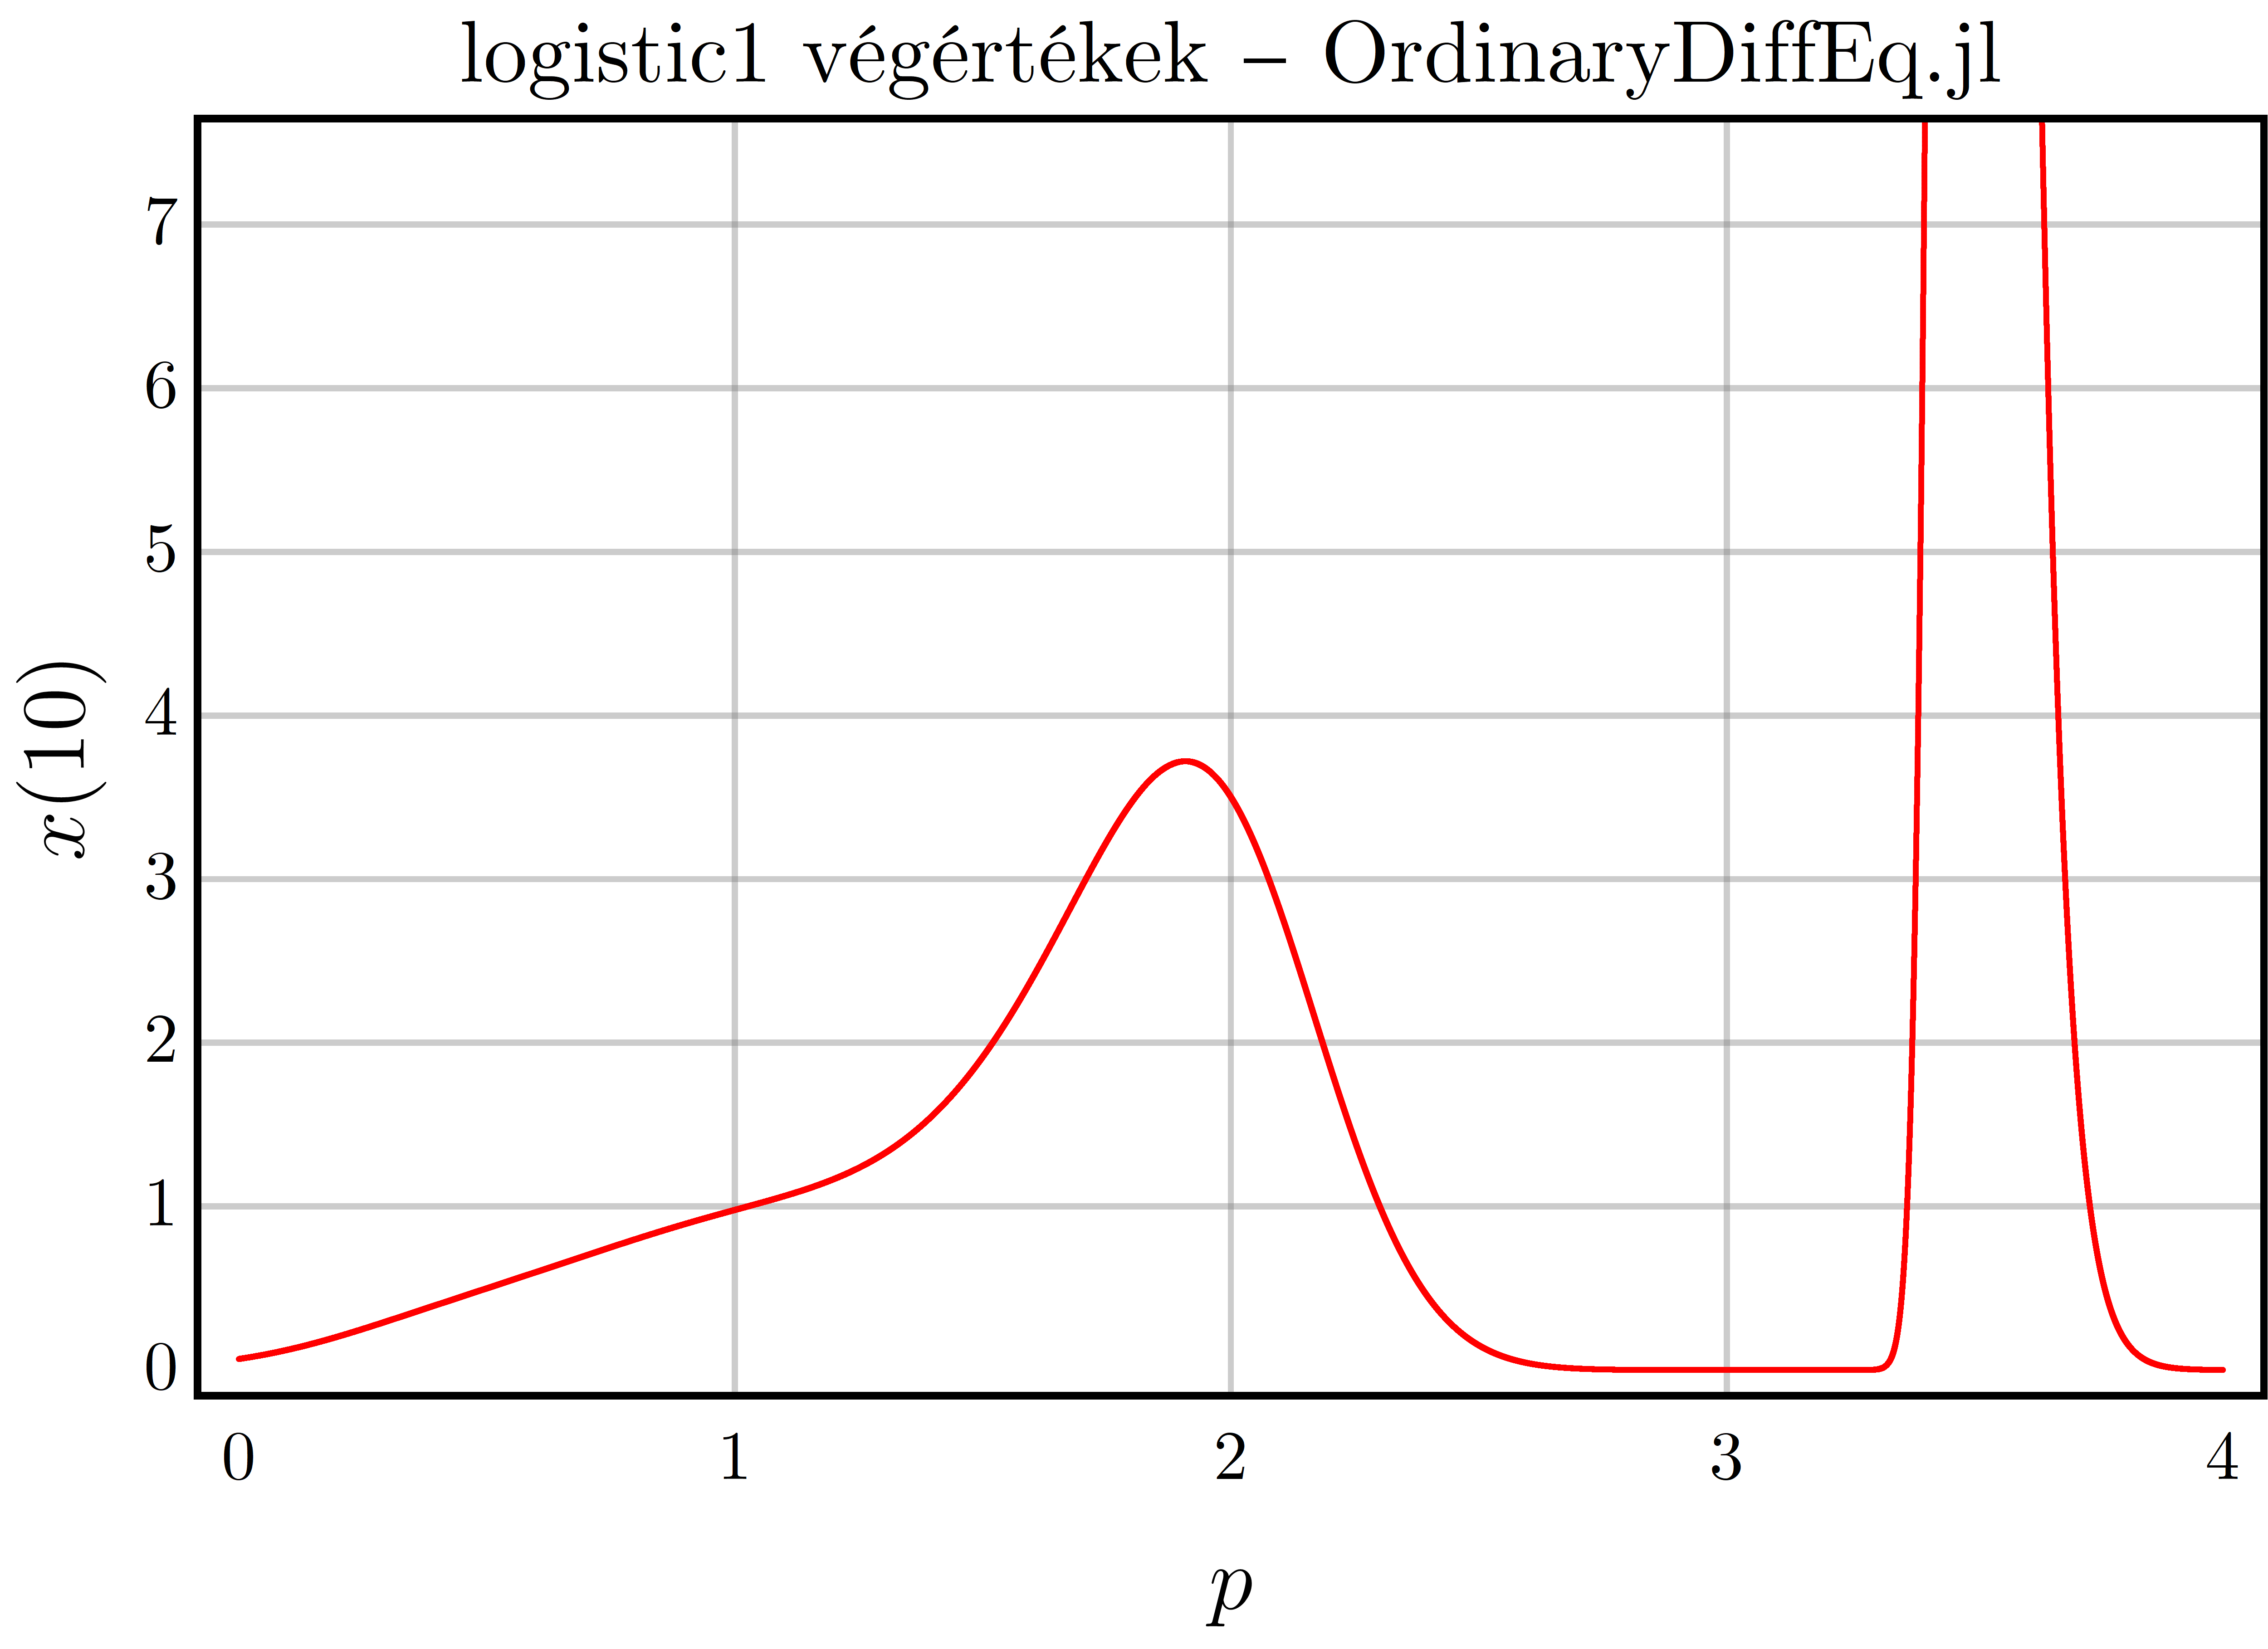 logistic1 végértékek – OrdinaryDiffEq.jl
7
6
5
4
3
2
1
0
x(10)
0 1 2 3 4
p